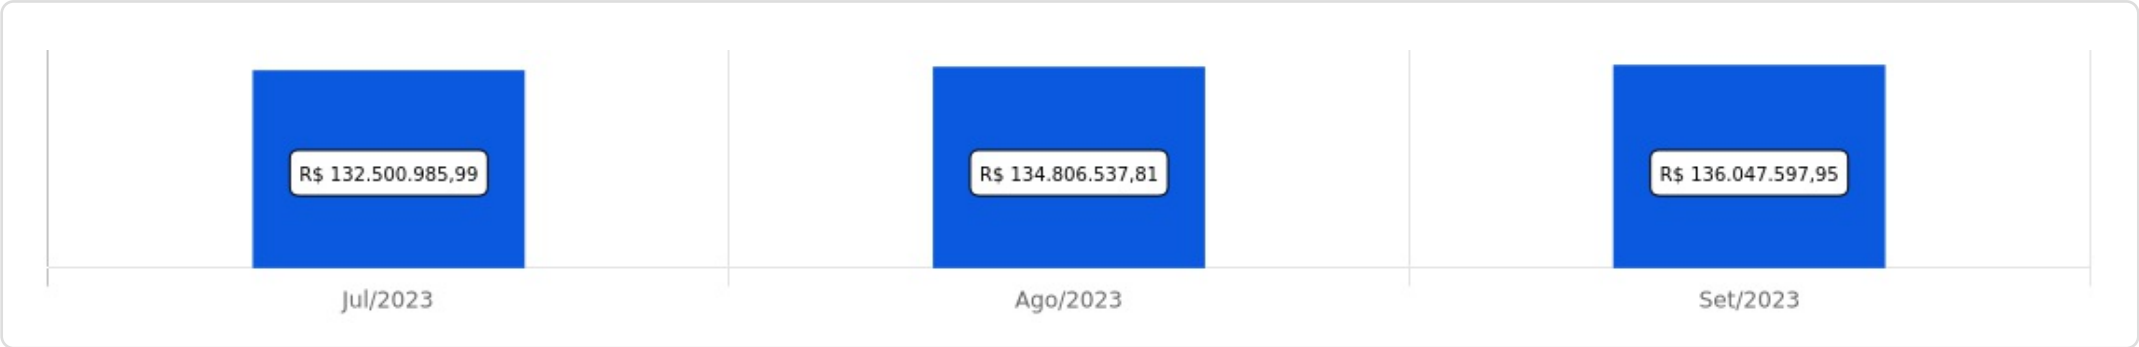 R$ 132.500.985,99
R$ 134.806.537,81
R$ 136.047.597,95
Jul/2023
Ago/2023
Set/2023